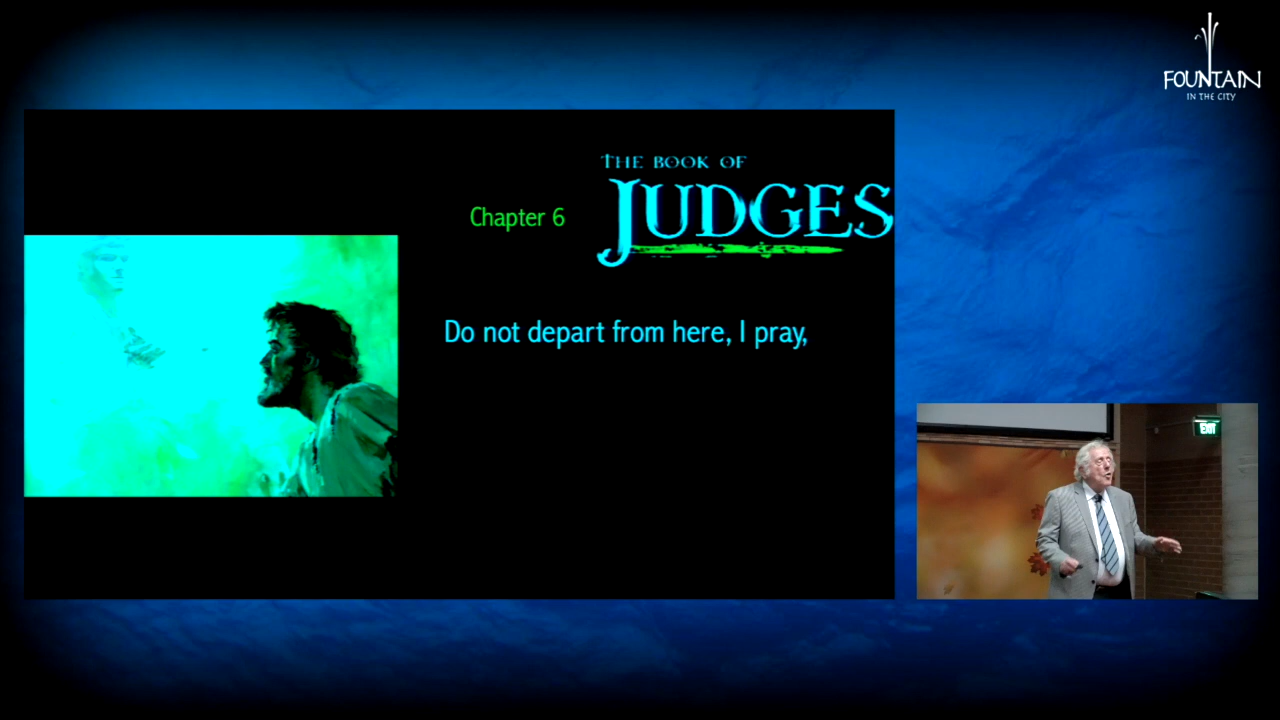 FOUNTAIN
IN THE CITY
THE BOOK OF
JUDGES
Chapter 6
Do not depart from here, I pray,
EXIT